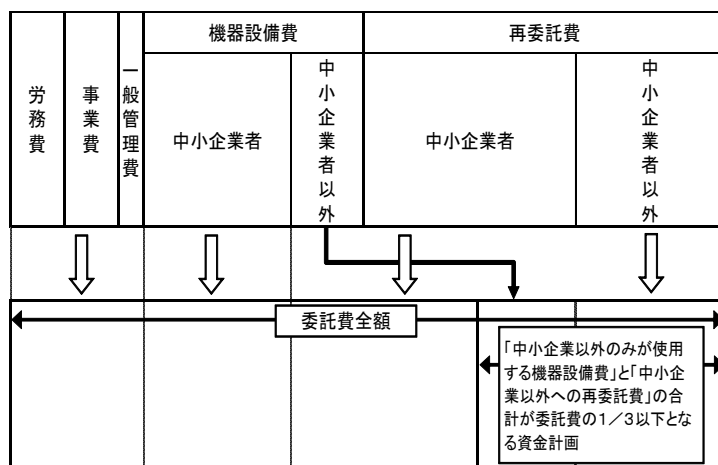 機器設備費
再委託費
労務費
事業費
一般管理費
中小企業者
中小企業者以外
中小企業者
中小企業者以外
委託費全額
「中小企業以外のみが使用
する機器設備費」と「中小企
業以外への再委託費」の合
計が委託費の1/3以下とな
る資金計画